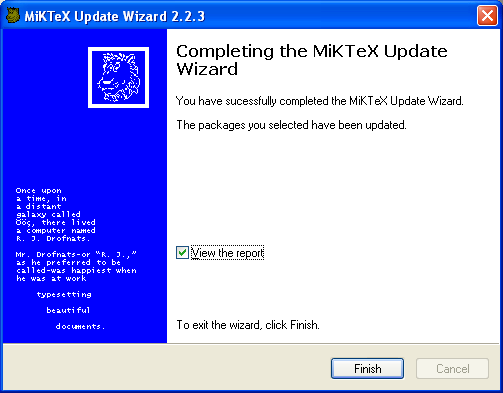 MiKTeX Update Wizard 2.2.3
Completing the MiKTeX Update
Wizard
You have sucessfully completed the MiKTeX Update Wizard.
The packages you selected have been updated.
Once upon
a time, in
a distant
galaxy called
Ööç, there lived
a computer named
R. J. Drofnats.
Mr. Drofnats—or “R. J.,”
as he preferred to be
called—was happiest when
he was at work
typesetting
beautiful
documents.
View the report
To exit the wizard, click Finish.
Finish
Cancel